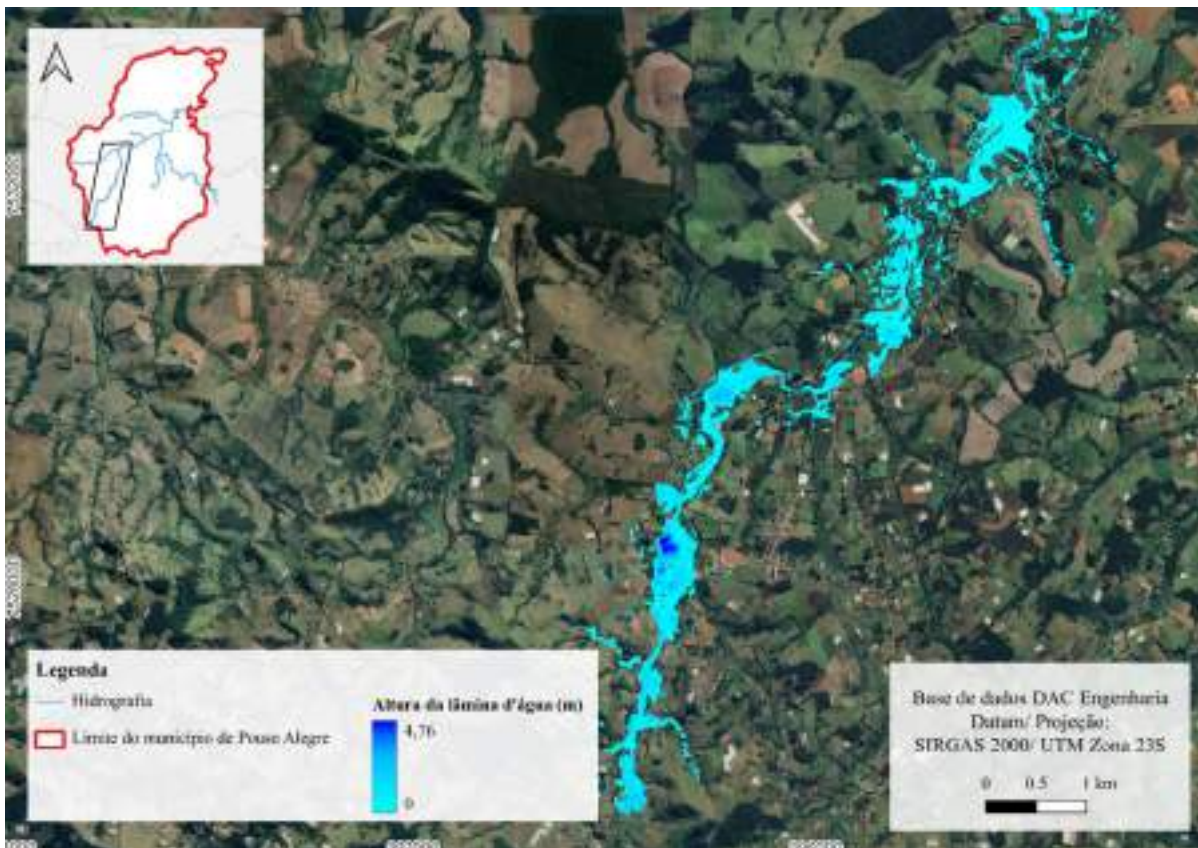 Legenda
Hidrografia
Limite do município de Pouso Alegre
Altura da lâmina d'água (m)
4,76
0
Base de dados DAC Engenharia
Datum/ Projeção:
SIRGAS 2000/ UTM Zona 23S
0 0.5 1 km